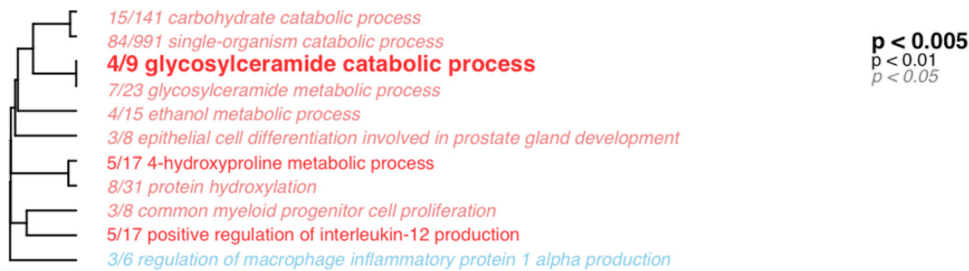 15/141 carbohydrate catabolic process
84/991 single-organism catabolic process
4/9 glycosylceramide catabolic process
7/23 glycosylceramide metabolic process
4/15 ethanol metabolic process
3/8 epithelial cell differentiation involved in prostate gland development
5/17 4-hydroxyproline metabolic process
8/31 protein hydroxylation
3/8 common myeloid progenitor cell proliferation
5/17 positive regulation of interleukin-12 production
3/6 regulation of macrophage inflammatory protein 1 alpha production
p < 0.005
p < 0.01
p < 0.05